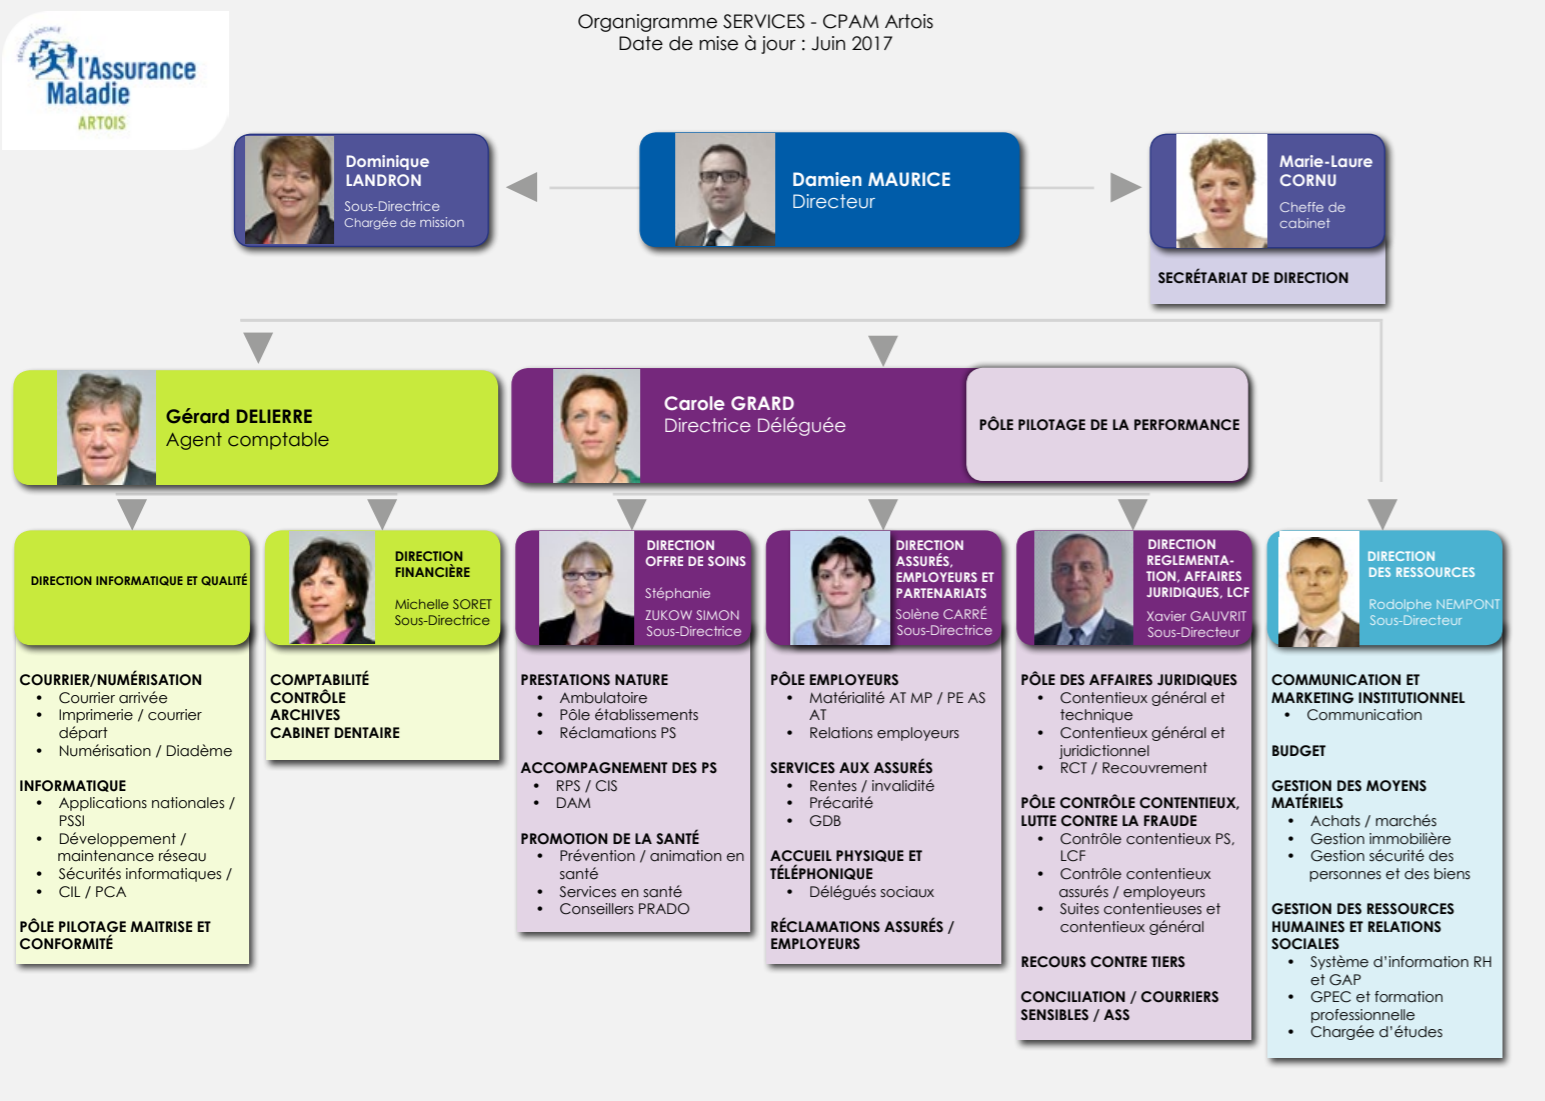 Organigramme SERVICES - CPAM Artois
Date de mise à jour : Juin 2017
SÉCURITÉ SOCIALE
l'Assurance
Maladie
ARTOIS
Dominique
LANDRON
Sous-Directrice
Chargée de mission
Damien MAURICE
Directeur
Marie-Laure
CORNU
Cheffe de
cabinet
SECRÉTARIAT DE DIRECTION
Gérard DELIERRE
Agent comptable
Carole GRARD
Directrice Déléguée
PÔLE PILOTAGE DE LA PERFORMANCE
DIRECTION INFORMATIQUE ET QUALITÉ
COURRIER/NUMÉRISATION
• Courrier arrivée
• Imprimerie / courrier
départ
• Numérisation / Diadème
INFORMATIQUE
• Applications nationales /
PSSI
• Développement /
maintenance réseau
• Sécurités informatiques /
• CIL / PCA
PÔLE PILOTAGE MAITRISE ET
CONFORMITÉ
DIRECTION
FINANCIÈRE
Michelle SORET
Sous-Directrice
COMPTABILITÉ
CONTRÔLE
ARCHIVES
CABINET DENTAIRE
DIRECTION
OFFRE DE SOINS
Stéphanie
ZUKOW SIMON
Sous-Directrice
PRESTATIONS NATURE
• Ambulatoire
• Pôle établissements
• Réclamations PS
ACCOMPAGNEMENT DES PS
• RPS / CIS
• DAM
PROMOTION DE LA SANTÉ
• Prévention / animation en
santé
• Services en santé
• Conseillers PRADO
DIRECTION
ASSURÉS,
EMPLOYEURS ET
PARTENARIATS
Solène CARRÉ
Sous-Directrice
PÔLE EMPLOYEURS
• Matérialité AT MP / PE AS
AT
• Relations employeurs
SERVICES AUX ASSURÉS
• Rentes / invalidité
• Précarité
• GDB
ACCUEIL PHYSIQUE ET
TÉLÉPHONIQUE
• Délégués sociaux
RÉCLAMATIONS ASSURÉS /
EMPLOYEURS
DIRECTION
REGLEMENTA-
TION, AFFAIRES
JURIDIQUES, LCF
Xavier GAUVRIT
Sous-Directeur
PÔLE DES AFFAIRES JURIDIQUES
• Contentieux général et
technique
• Contentieux général et
juridictionnel
• RCT / Recouvrement
PÔLE CONTRÔLE CONTENTIEUX,
LUTTE CONTRE LA FRAUDE
• Contrôle contentieux PS,
LCF
• Contrôle contentieux
assurés / employeurs
• Suites contentieuses et
contentieux général
RECOURS CONTRE TIERS
CONCILIATION / COURRIERS
SENSIBLES / ASS
DIRECTION
DES RESSOURCES
Rodolphe NEMPONT
Sous-Directeur
COMMUNICATION ET
MARKETING INSTITUTIONNEL
• Communication
BUDGET
GESTION DES MOYENS
MATÉRIELS
• Achats / marchés
• Gestion immobilière
• Gestion sécurité des
personnes et des biens
GESTION DES RESSOURCES
HUMAINES ET RELATIONS
SOCIALES
• Système d'information RH
et GAP
• GPEC et formation
professionnelle
• Chargée d'études